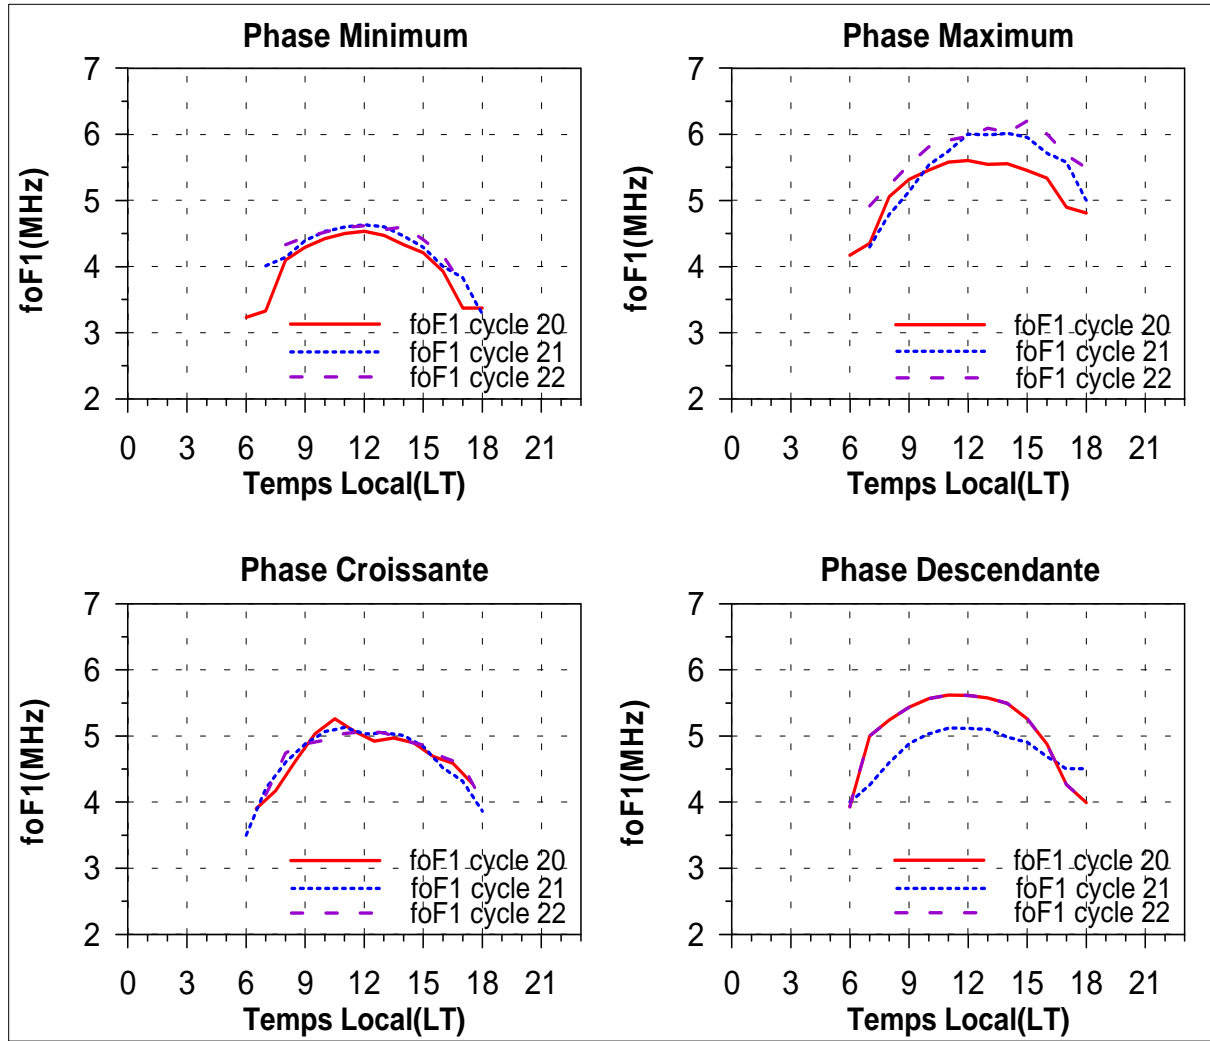 Phase Minimum
7
6
5
4
3
2
foF1(MHz)
foF1 cycle 20
foF1 cycle 21
foF1 cycle 22
0 3 6 9 12 15 18 21
Temps Local(LT)
Phase Maximum
7
6
5
4
3
2
foF1(MHz)
foF1 cycle 20
foF1 cycle 21
foF1 cycle 22
0 3 6 9 12 15 18 21
Temps Local(LT)
Phase Croissante
7
6
5
4
3
2
foF1(MHz)
foF1 cycle 20
foF1 cycle 21
foF1 cycle 22
0 3 6 9 12 15 18 21
Temps Local(LT)
Phase Descendante
7
6
5
4
3
2
foF1(MHz)
foF1 cycle 20
foF1 cycle 21
foF1 cycle 22
0 3 6 9 12 15 18 21
Temps Local(LT)